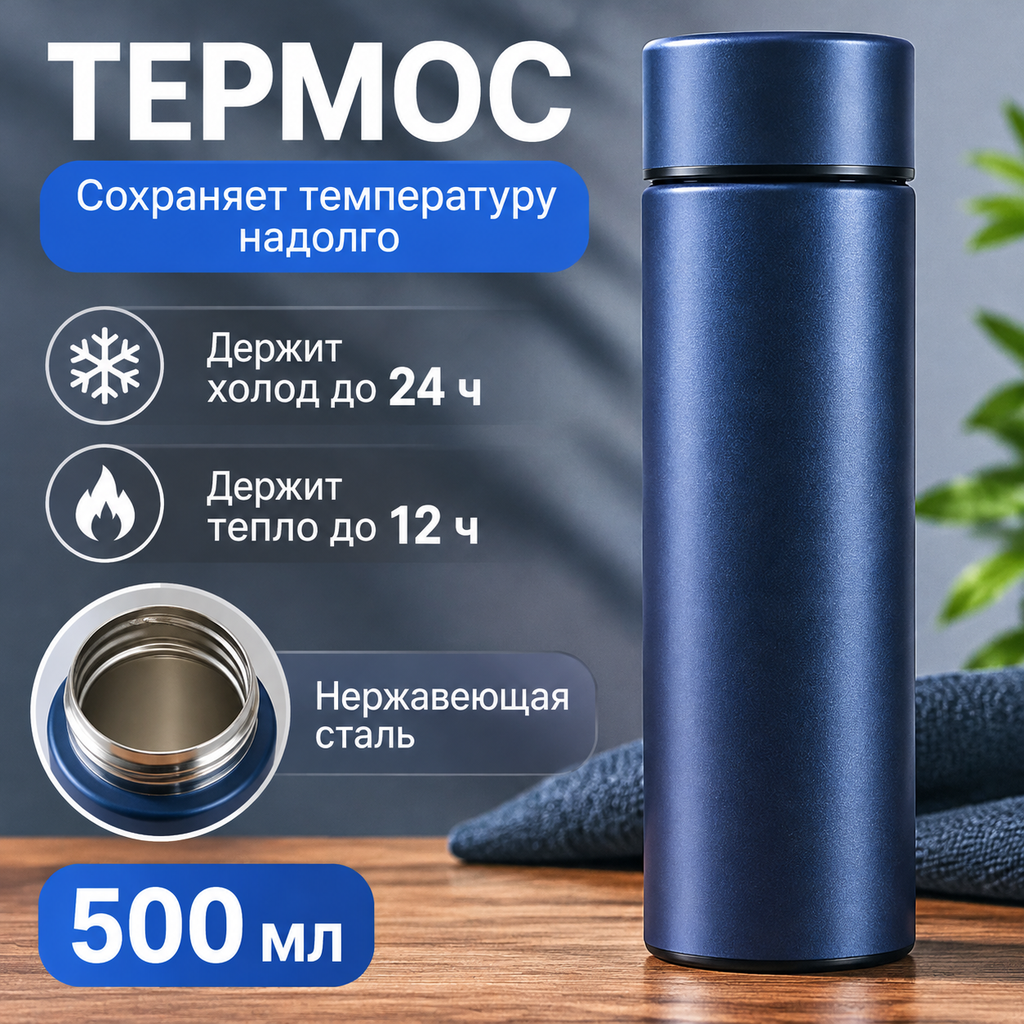 ТЕРМОС
Сохраняет температуру
надолго
Держит
холод до 24 ч
Держит
тепло до 12 ч
Нержавеющая
сталь
500 мл